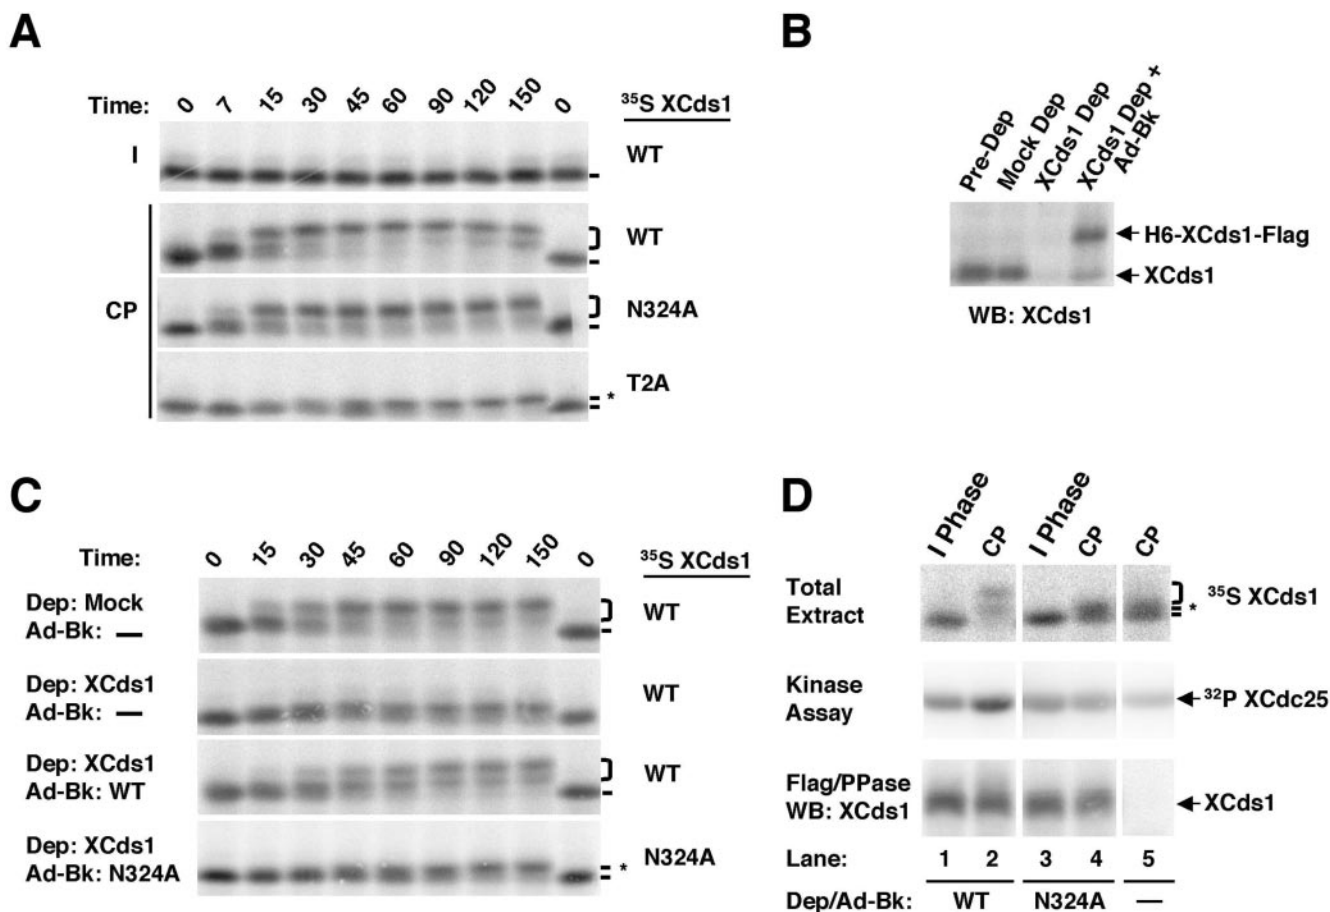 A
Time: 0 7 15 30 45 60 90 120 150 0 ³⁵S XCds1
I WT
CP WT
N324A
T2A
*
B
Pre-Dep
Mock Dep
XCds1 Dep
XCds1 Dep +
Ad-Bk
H6-XCds1-Flag
XCds1
WB: XCds1
C
Time: 0 15 30 45 60 90 120 150 0 ³⁵S XCds1
Dep: Mock
Ad-Bk: — WT
Dep: XCds1
Ad-Bk: — WT
Dep: XCds1
Ad-Bk: WT WT
Dep: XCds1
Ad-Bk: N324A * N324A
D
I Phase CP I Phase CP CP
Total
Extract * ³⁵S XCds1
Kinase
Assay ³²P XCdc25
Flag/PPase
WB: XCds1 XCds1
Lane: 1 2 3 4 5
Dep/Ad-Bk: WT N324A —